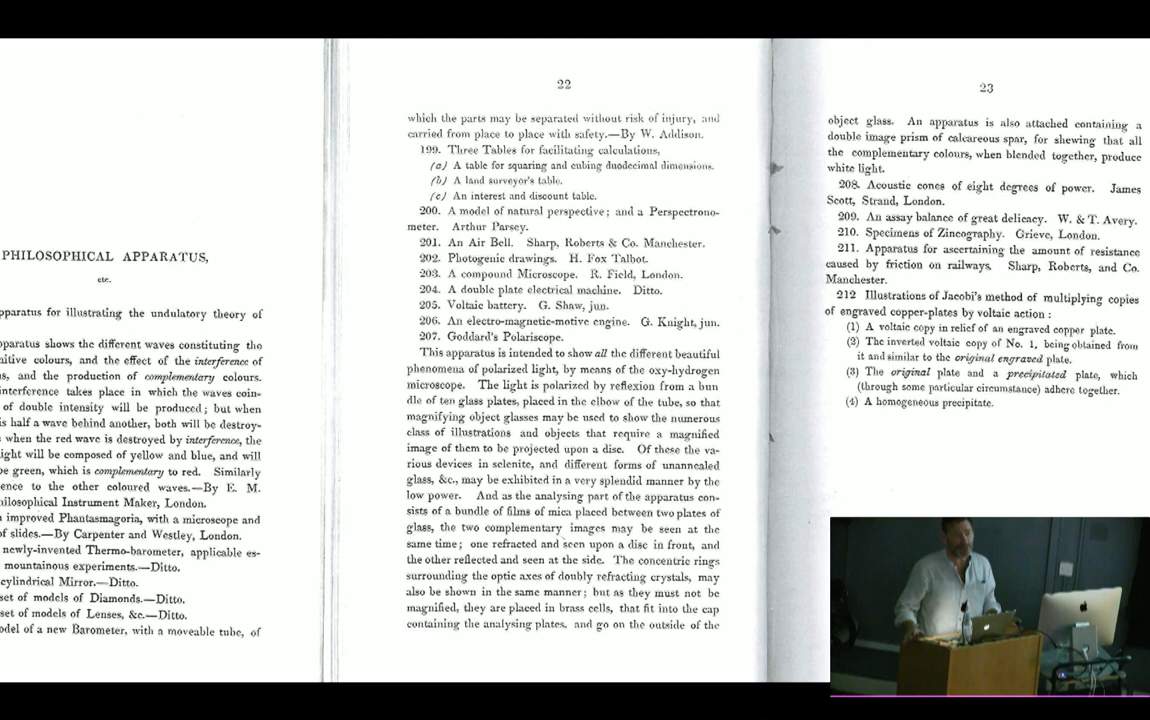 PHILOSOPHICAL APPARATUS,
etc.
pparatus for illustrating the undulatory theory of
pparatus shows the different waves constituting the
nitive colours, and the effect of the interference of
s, and the production of complementary colours.
interference takes place in which the waves coin-
of double intensity will be produced; but when
is half a wave behind another, both will be destroy-
when the red wave is destroyed by interference, the
ight will be composed of yellow and blue, and will
be green, which is complementary to red. Similarly
ence to the other coloured waves.—By E. M.
hilosophical Instrument Maker, London.
improved Phantasmagoria, with a microscope and
of slides.—By Carpenter and Westley, London.
newly-invented Thermo-barometer, applicable es-
mountainous experiments.—Ditto.
cylindrical Mirror.—Ditto.
set of models of Diamonds.—Ditto.
set of models of Lenses, &c.—Ditto.
odel of a new Barometer, with a moveable tube, of
22
which the parts may be separated without risk of injury, and
carried from place to place with safety.—By W. Addison.
199. Three Tables for facilitating calculations,
(a) A table for squaring and cubing duodecimal dimensions.
(b) A land surveyor's table.
(c) An interest and discount table.
200. A model of natural perspective; and a Perspectrono-
meter. Arthur Parsey.
201. An Air Bell. Sharp, Roberts & Co. Manchester.
202. Photogenic drawings. H. Fox Talbot.
203. A compound Microscope. R. Field, London.
204. A double plate electrical machine. Ditto.
205. Voltaic battery. G. Shaw, jun.
206. An electro-magnetic-motive engine. G. Knight, jun.
207. Goddard's Polariscope.
This apparatus is intended to show all the different beautiful
phenomena of polarized light, by means of the oxy-hydrogen
microscope. The light is polarized by reflexion from a bun
dle of ten glass plates, placed in the elbow of the tube, so that
magnifying object glasses may be used to show the numerous
class of illustrations and objects that require a magnified
image of them to be projected upon a disc. Of these the va-
rious devices in selenite, and different forms of unannealed
glass, &c., may be exhibited in a very splendid manner by the
low power. And as the analysing part of the apparatus con-
sists of a bundle of films of mica placed between two plates of
glass, the two complementary images may be seen at the
same time; one refracted and seen upon a disc in front, and
the other reflected and seen at the side. The concentric rings
surrounding the optic axes of doubly refracting crystals, may
also be shown in the same manner; but as they must not be
magnified, they are placed in brass cells, that fit into the cap
containing the analysing plates, and go on the outside of the
23
object glass. An apparatus is also attached containing a
double image prism of calcareous spar, for shewing that all
the complementary colours, when blended together, produce
white light.
208. Acoustic cones of eight degrees of power. James
Scott, Strand, London.
209. An assay balance of great delicacy. W. & T. Avery.
210. Specimens of Zincography. Grieve, London.
211. Apparatus for ascertaining the amount of resistance
caused by friction on railways. Sharp, Roberts, and Co.
Manchester.
212 Illustrations of Jacobi's method of multiplying copies
of engraved copper-plates by voltaic action :
(1) A voltaic copy in relief of an engraved copper plate.
(2) The inverted voltaic copy of No. 1, being obtained from
it and similar to the original engraved plate.
(3) The original plate and a precipitated plate, which
(through some particular circumstance) adhere together.
(4) A homogeneous precipitate.